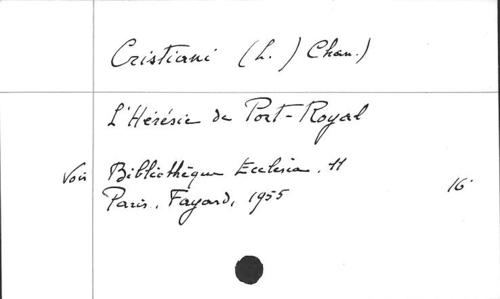 Cristiani (L.) Chan.)
L'Hérésie de Port-Royal
Voir Bibliothèque Ecclesia. 11
Paris. Fayard, 1955 16°